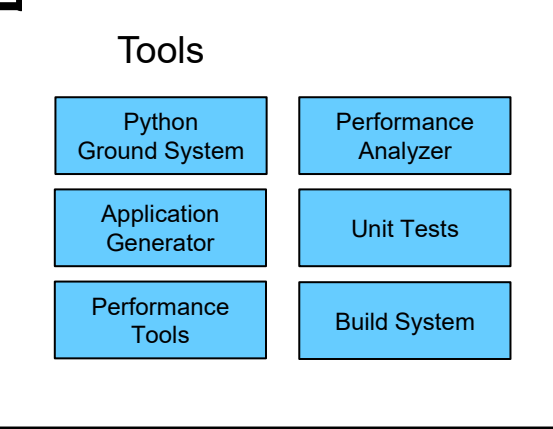 Tools
Python
Ground System
Performance
Analyzer
Application
Generator
Unit Tests
Performance
Tools
Build System